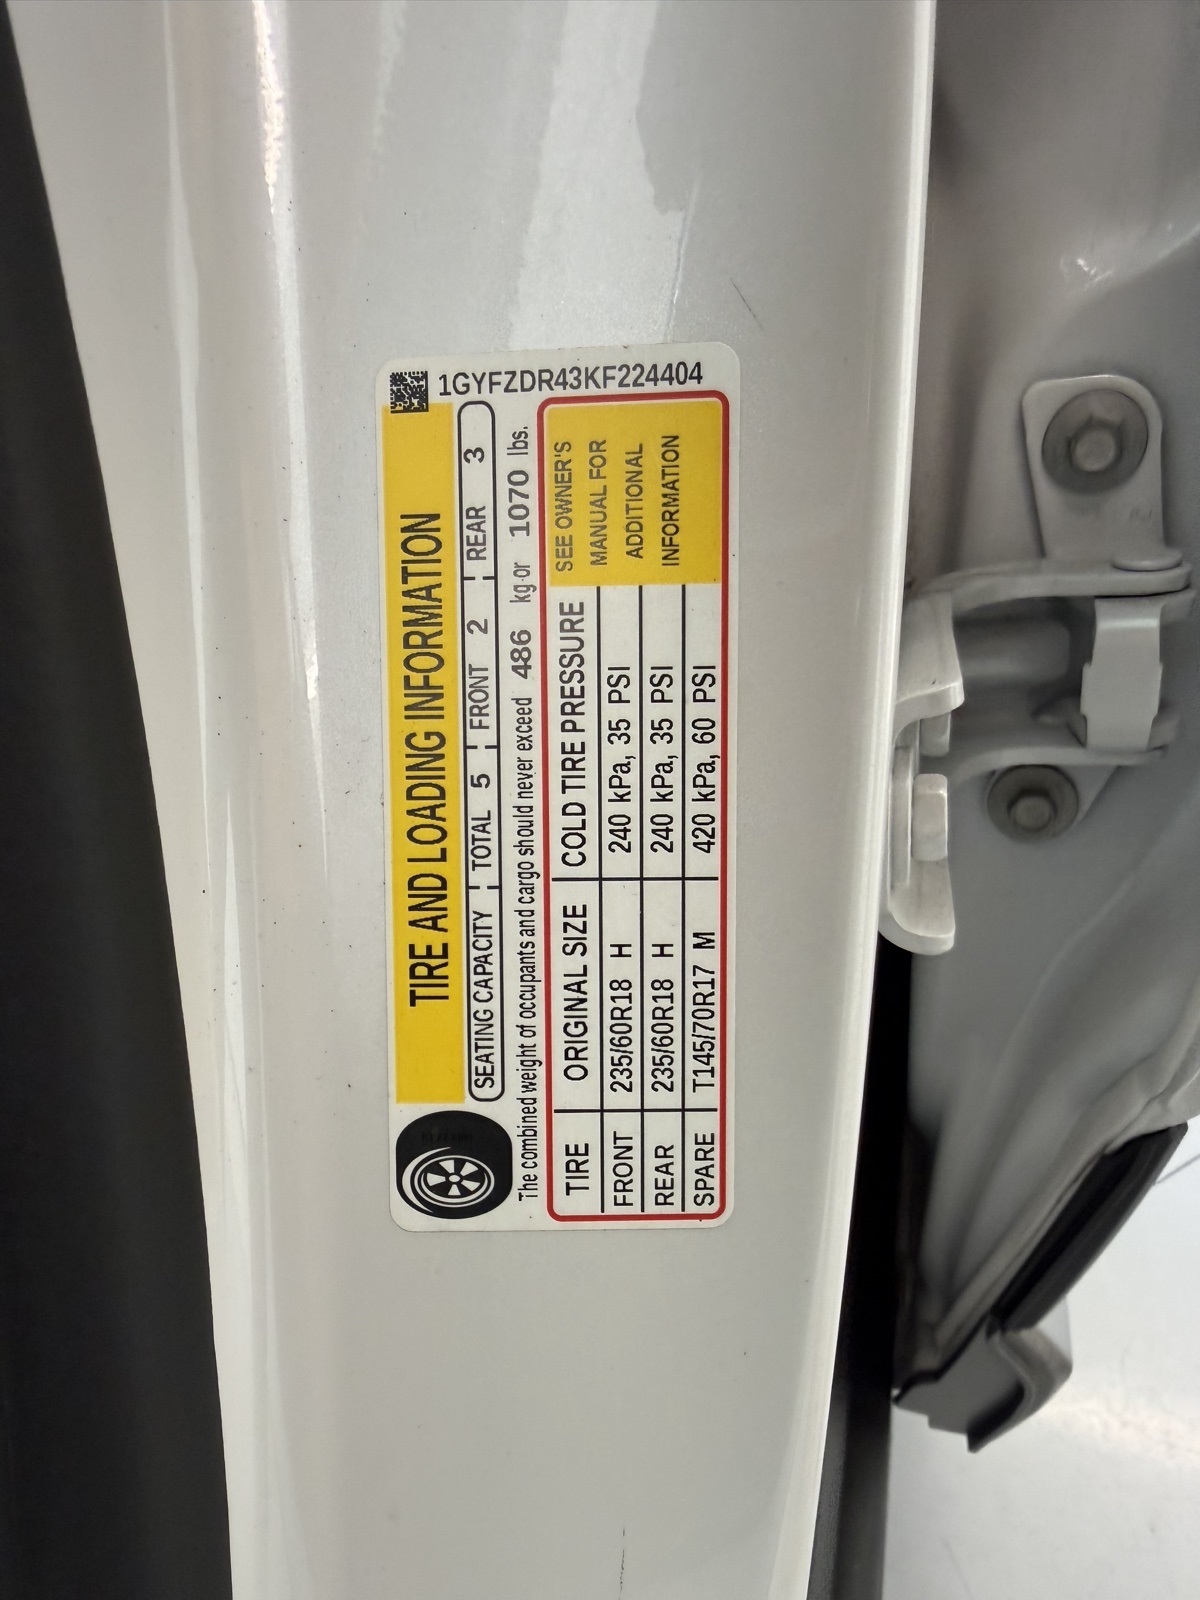 1GYFZDR43KF224404
TIRE AND LOADING INFORMATION
SEATING CAPACITY TOTAL 5 FRONT 2 REAR 3
The combined weight of occupants and cargo should never exceed 486 kg or 1070 lbs.
TIRE ORIGINAL SIZE COLD TIRE PRESSURE
FRONT 235/60R18 H 240 kPa, 35 PSI
REAR 235/60R18 H 240 kPa, 35 PSI
SPARE T145/70R17 M 420 kPa, 60 PSI
SEE OWNER'S
MANUAL FOR
ADDITIONAL
INFORMATION